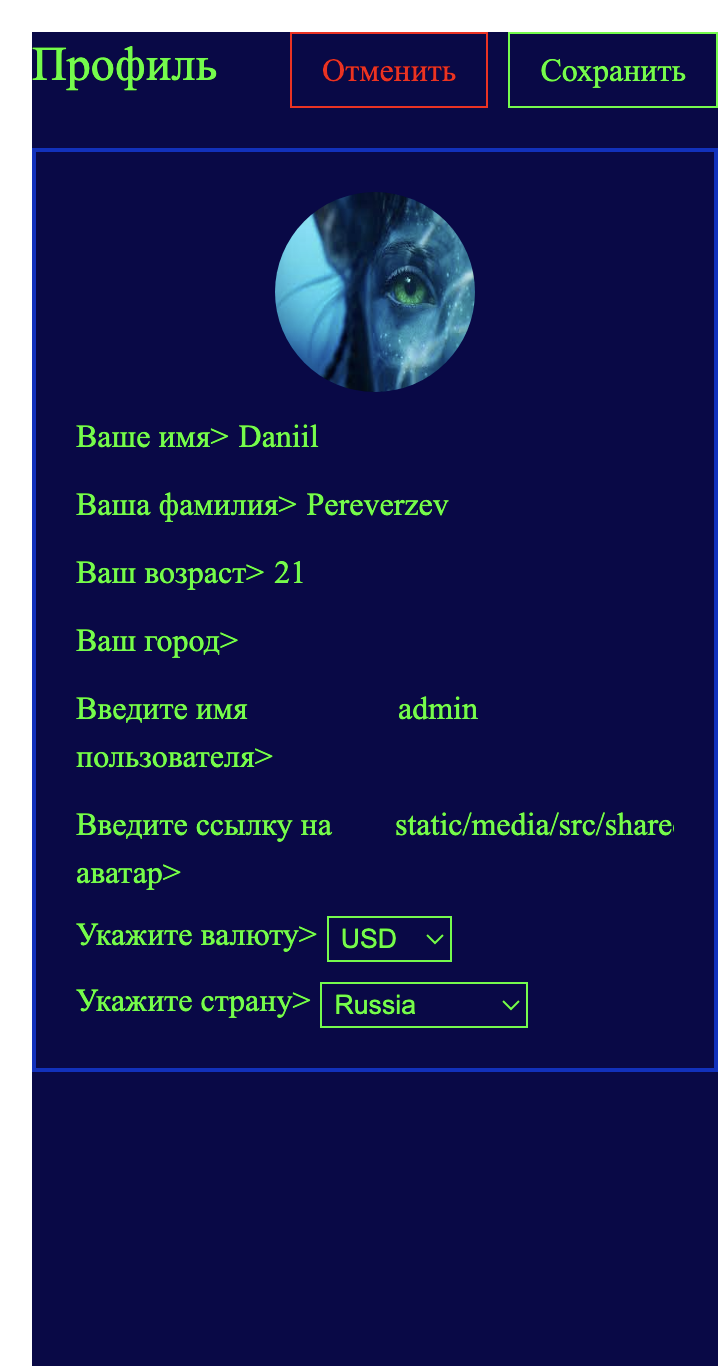 Профиль
Отменить
Сохранить
Ваше имя> Daniil
Ваша фамилия> Pereverzev
Ваш возраст> 21
Ваш город>
Введите имя
пользователя>
admin
Введите ссылку на
аватар>
static/media/src/share
Укажите валюту> USD
Укажите страну> Russia